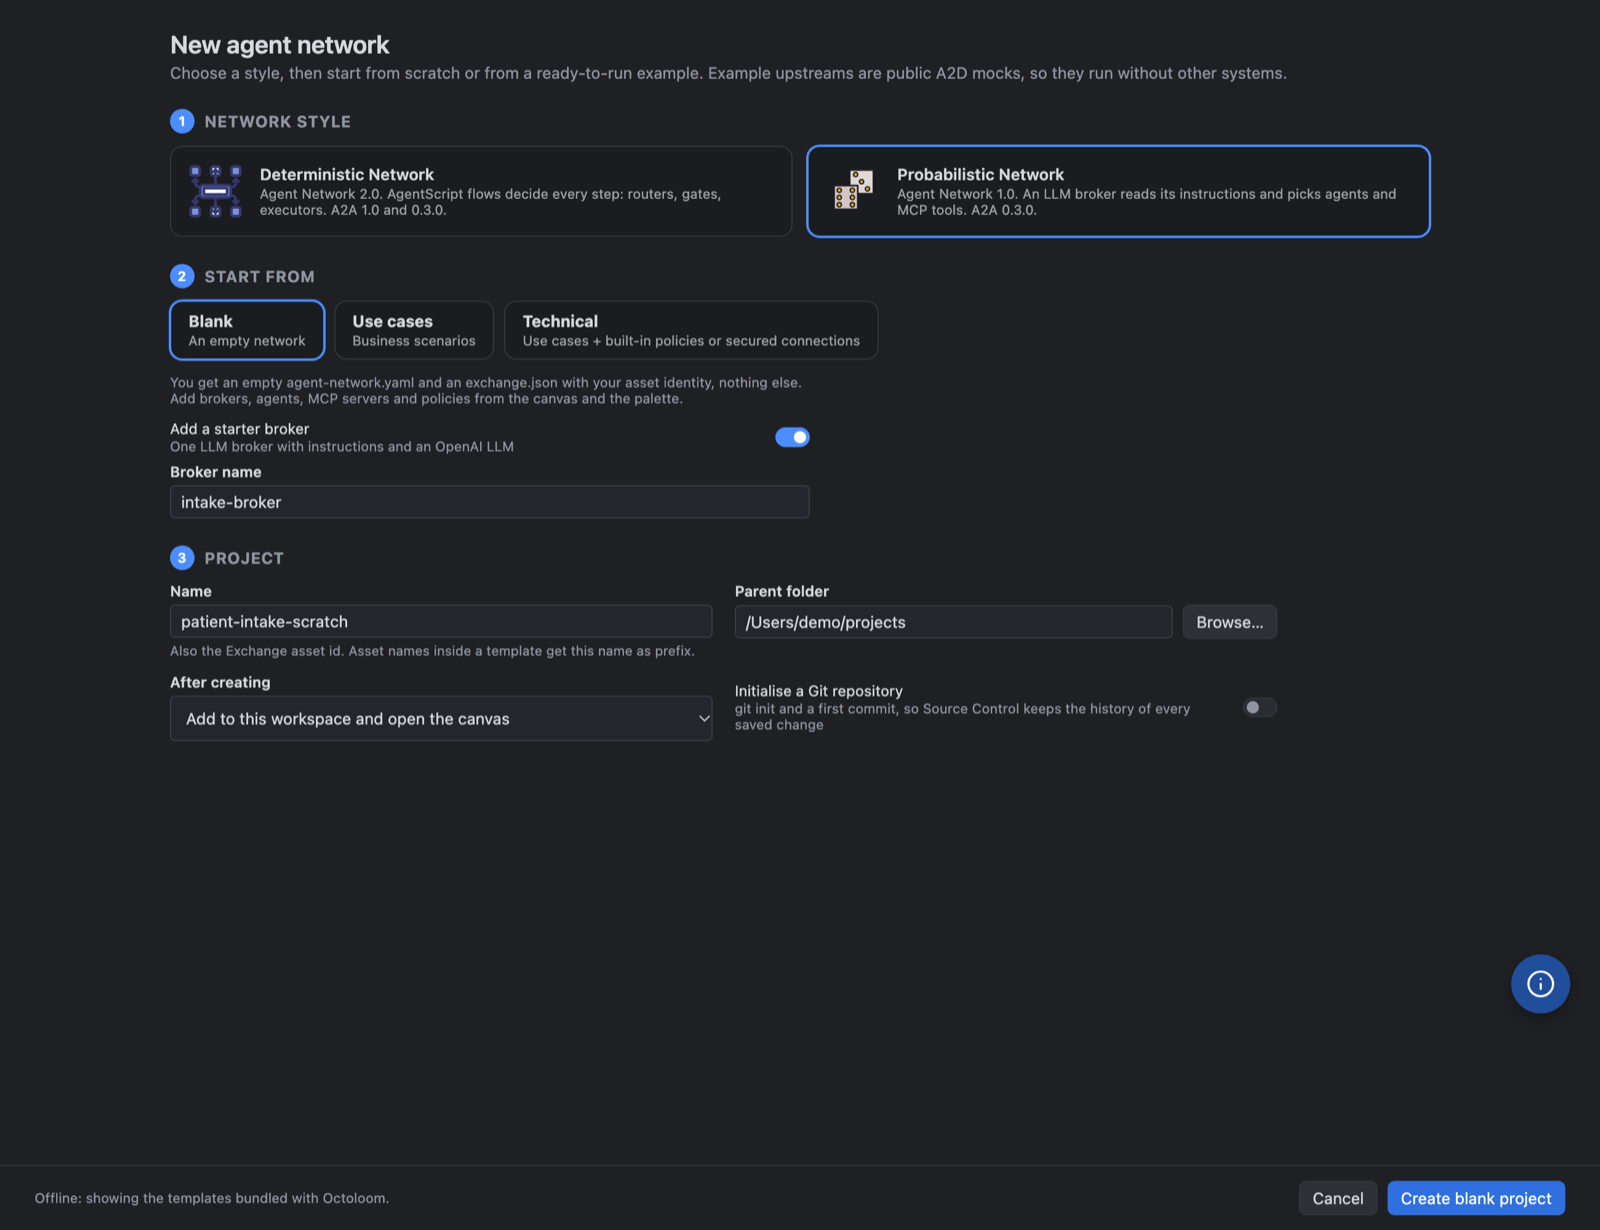 New agent network
Choose a style, then start from scratch or from a ready-to-run example. Example upstreams are public A2D mocks, so they run without other systems.
1 NETWORK STYLE
Deterministic Network
Agent Network 2.0. AgentScript flows decide every step: routers, gates,
executors. A2A 1.0 and 0.3.0.
Probabilistic Network
Agent Network 1.0. An LLM broker reads its instructions and picks agents and
MCP tools. A2A 0.3.0.
2 START FROM
Blank
An empty network
Use cases
Business scenarios
Technical
Use cases + built-in policies or secured connections
You get an empty agent-network.yaml and an exchange.json with your asset identity, nothing else.
Add brokers, agents, MCP servers and policies from the canvas and the palette.
Add a starter broker
One LLM broker with instructions and an OpenAI LLM
Broker name
intake-broker
3 PROJECT
Name
patient-intake-scratch
Also the Exchange asset id. Asset names inside a template get this name as prefix.
Parent folder
/Users/demo/projects
Browse...
After creating
Add to this workspace and open the canvas
Initialise a Git repository
git init and a first commit, so Source Control keeps the history of every
saved change
Offline: showing the templates bundled with Octoloom.
Cancel
Create blank project